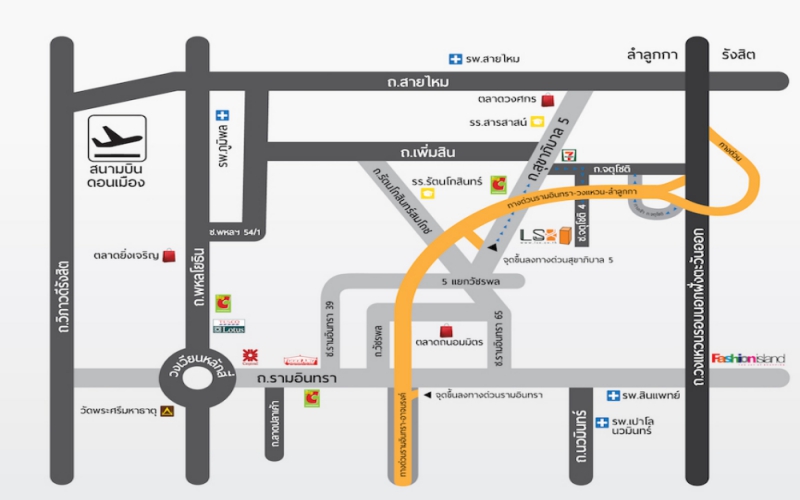 รพ.สายไหม
ลำลูกกา
รังสิต
ถ.สายไหม
ตลาดวงศกร
รร.สารสาสน์
รพ.ภูมิพล
ถ.เพิ่มสิน
ถ.สุขาภิบาล 5
ถ.จตุโชติ
ทางด่วน
สนามบิน
ดอนเมือง
ถ.รัตนโกสินทร์สมโภช
รร.รัตนโกสินทร์
ทางด่วนรามอินทรา-วงแหวน-ลำลูกกา
ซ.จตุโชติ 4
ซ.พหลฯ 54/1
LS
จุดขึ้นลงทางด่วนสุขาภิบาล 5
ตลาดยิ่งเจริญ
ถ.วิภาวดีรังสิต
ถ.พหลโยธิน
5 แยกวัชรพล
Lotus
ซ.รามอินทรา 39
ถ.วัชรพล
ตลาดถนอมมิตร
ซ.รามอินทรา 65
ถ.วงแหวนรอบนอกฝั่งตะวันออก
วงเวียนหลักสี่
ถ.รามอินทรา
Fashion island
จุดขึ้นลงทางด่วนรามอินทรา
วัดพระศรีมหาธาตุ
ถ.ลาดปลาเค้า
ทางด่วนรามอินทรา-อาจณรงค์
ถ.นวมินทร์
รพ.สินแพทย์
รพ.เปาโล
นวมินทร์